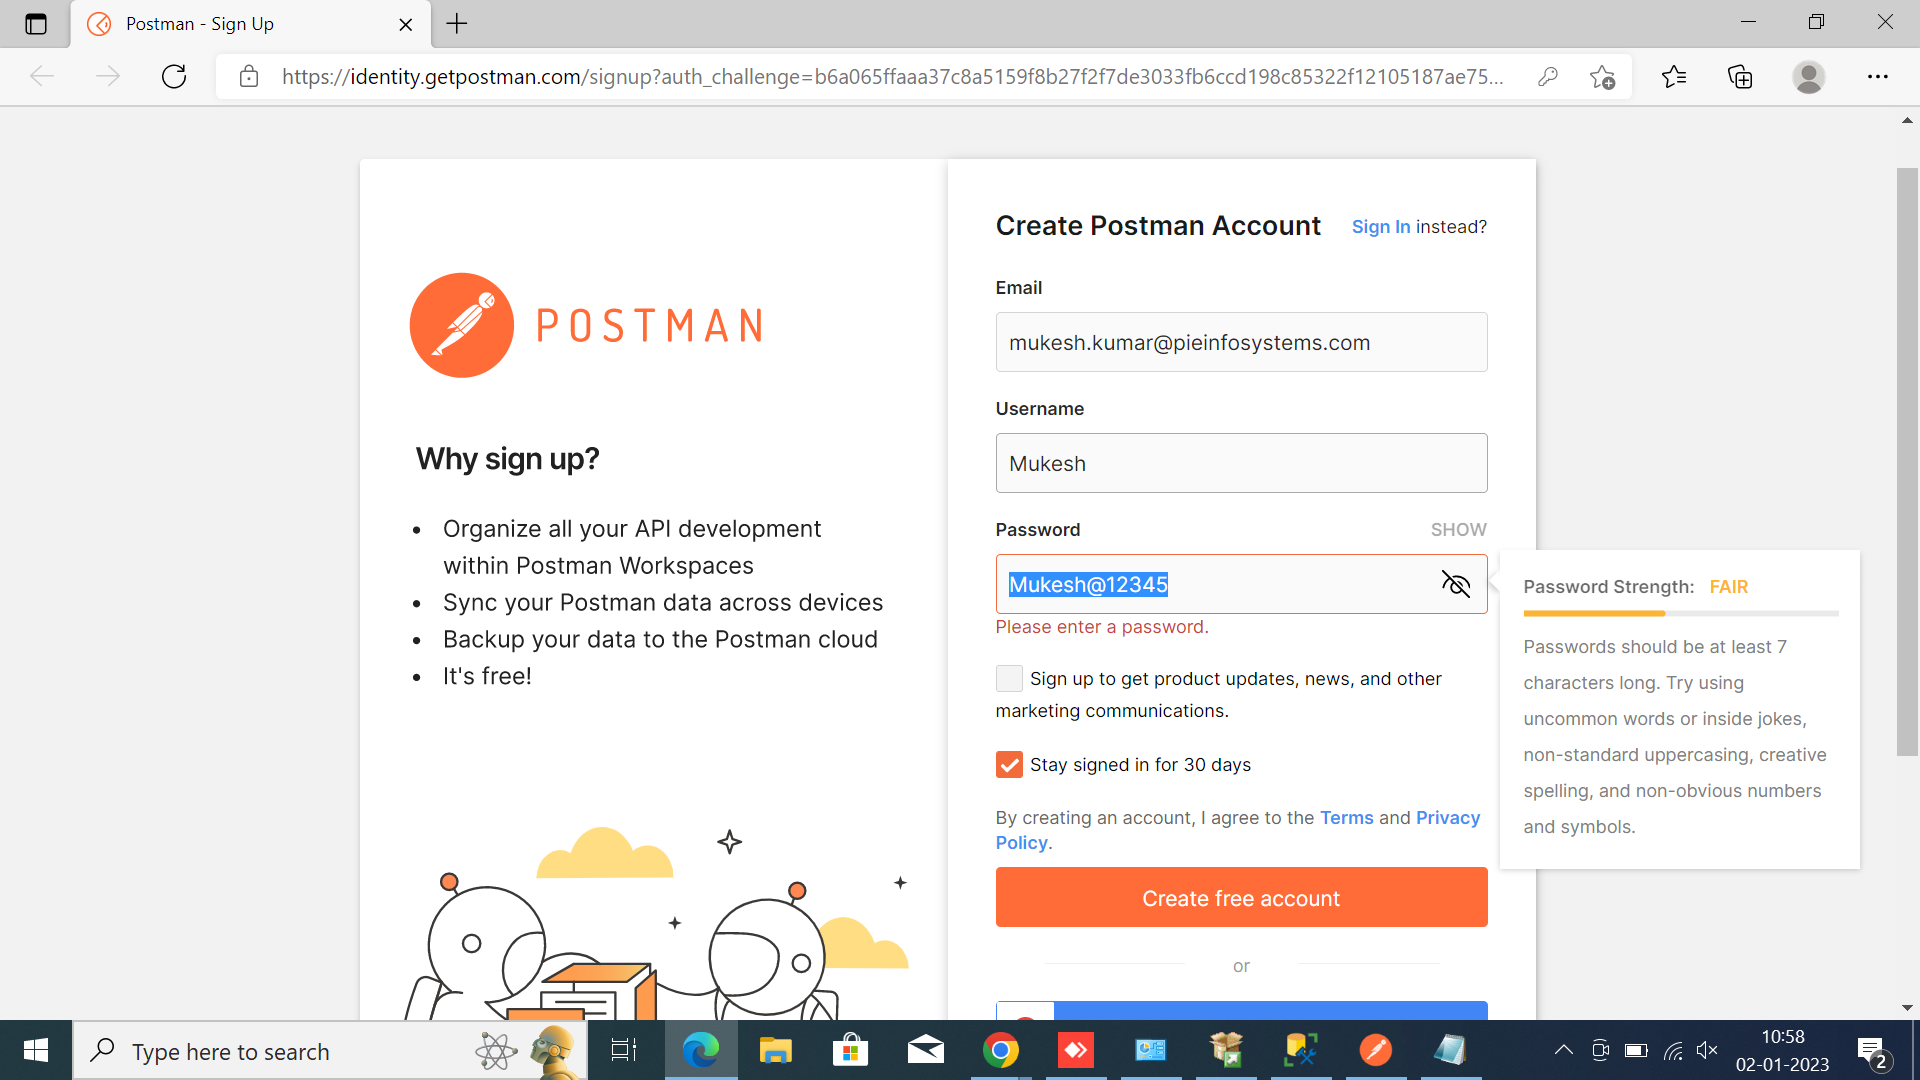 Postman - Sign Up
https://identity.getpostman.com/signup?auth_challenge=b6a065ffaaa37c8a5159f8b27f2f7de3033fb6ccd198c85322f12105187ae75...
POSTMAN
Why sign up?
• Organize all your API development
within Postman Workspaces
• Sync your Postman data across devices
• Backup your data to the Postman cloud
• It's free!
Create Postman Account Sign In instead?
Email
mukesh.kumar@pieinfosystems.com
Username
Mukesh
Password SHOW
Mukesh@12345
Please enter a password.
Sign up to get product updates, news, and other
marketing communications.
Stay signed in for 30 days
By creating an account, I agree to the Terms and Privacy
Policy.
Create free account
or
Password Strength: FAIR
Passwords should be at least 7
characters long. Try using
uncommon words or inside jokes,
non-standard uppercasing, creative
spelling, and non-obvious numbers
and symbols.
Type here to search
10:58
02-01-2023
2